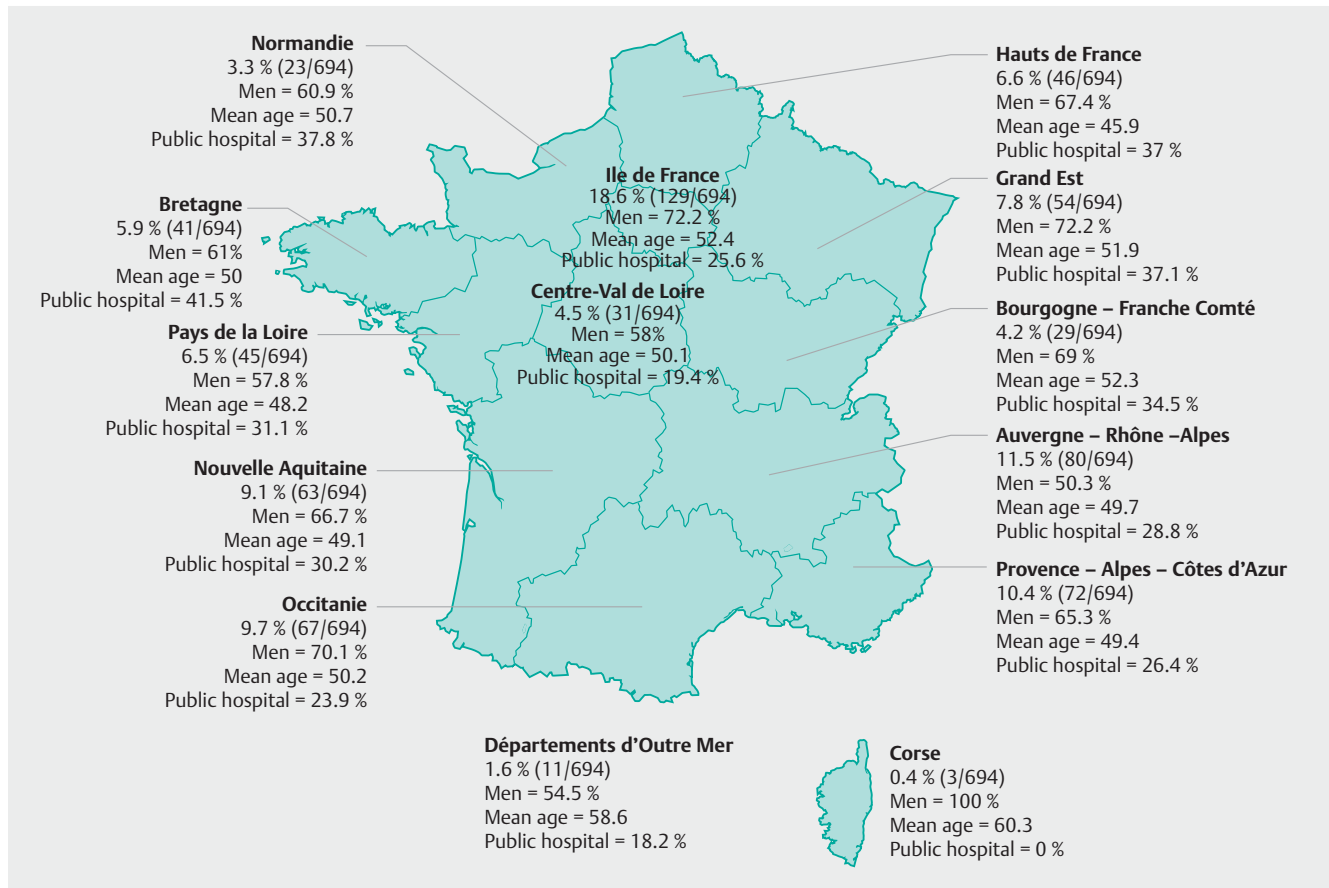 Normandie
3.3 % (23/694)
Men = 60.9 %
Mean age = 50.7
Public hospital = 37.8 %
Bretagne
5.9 % (41/694)
Men = 61%
Mean age = 50
Public hospital = 41.5 %
Pays de la Loire
6.5 % (45/694)
Men = 57.8 %
Mean age = 48.2
Public hospital = 31.1 %
Nouvelle Aquitaine
9.1 % (63/694)
Men = 66.7 %
Mean age = 49.1
Public hospital = 30.2 %
Occitanie
9.7 % (67/694)
Men = 70.1 %
Mean age = 50.2
Public hospital = 23.9 %
Ile de France
18.6 % (129/694)
Men = 72.2 %
Mean age = 52.4
Public hospital = 25.6 %
Centre-Val de Loire
4.5 % (31/694)
Men = 58%
Mean age = 50.1
Public hospital = 19.4 %
Hauts de France
6.6 % (46/694)
Men = 67.4 %
Mean age = 45.9
Public hospital = 37 %
Grand Est
7.8 % (54/694)
Men = 72.2 %
Mean age = 51.9
Public hospital = 37.1 %
Bourgogne – Franche Comté
4.2 % (29/694)
Men = 69 %
Mean age = 52.3
Public hospital = 34.5 %
Auvergne – Rhône –Alpes
11.5 % (80/694)
Men = 50.3 %
Mean age = 49.7
Public hospital = 28.8 %
Provence – Alpes – Côtes d’Azur
10.4 % (72/694)
Men = 65.3 %
Mean age = 49.4
Public hospital = 26.4 %
Départements d’Outre Mer
1.6 % (11/694)
Men = 54.5 %
Mean age = 58.6
Public hospital = 18.2 %
Corse
0.4 % (3/694)
Men = 100 %
Mean age = 60.3
Public hospital = 0 %